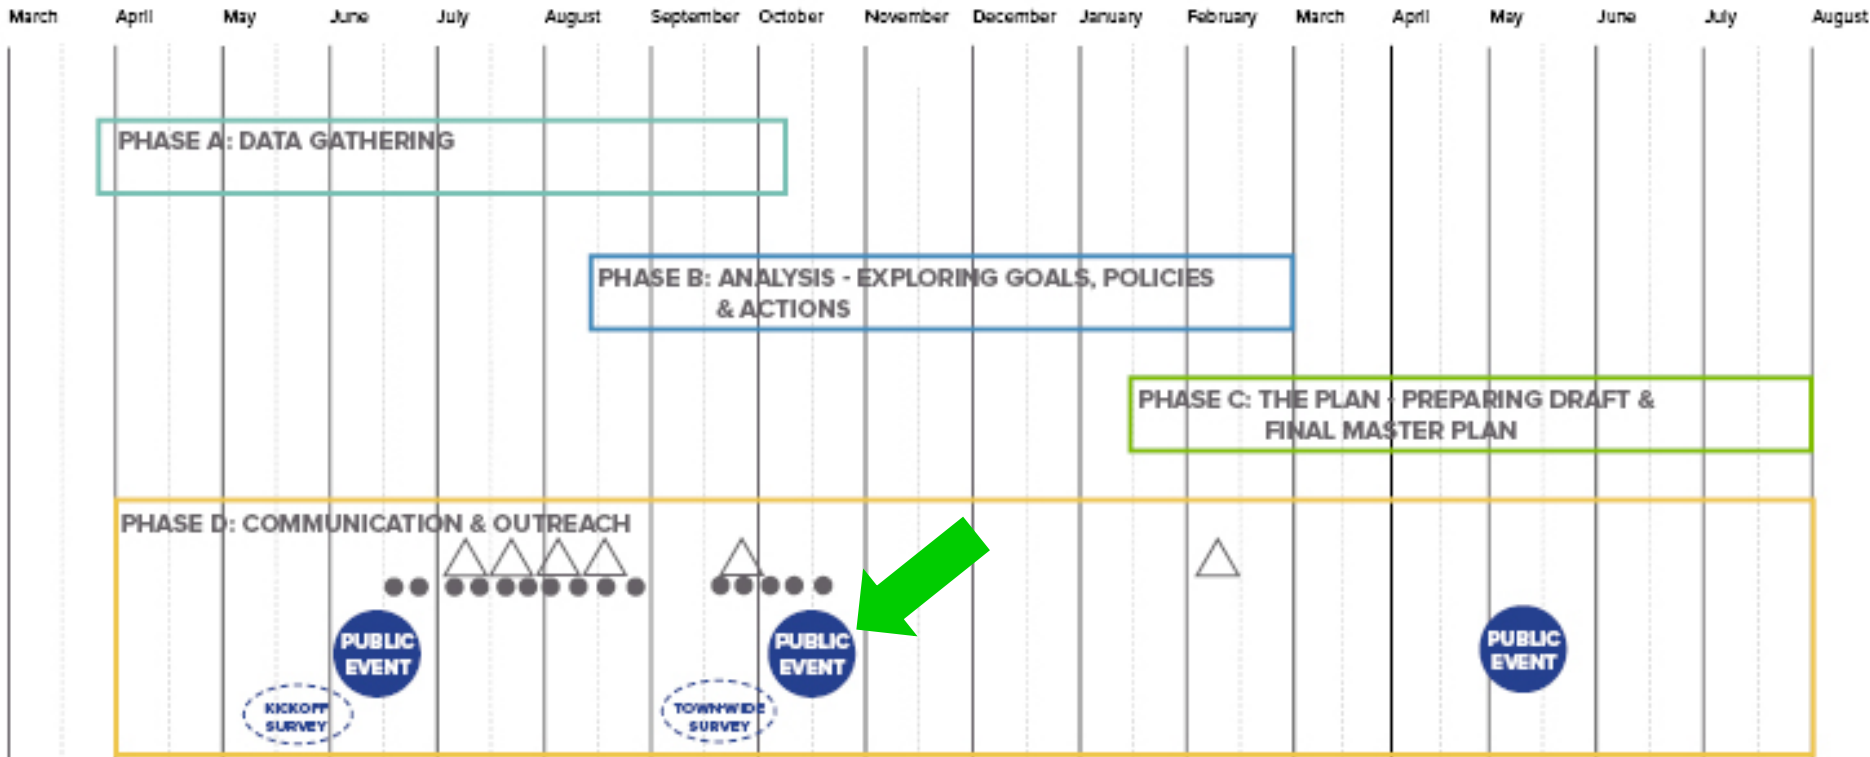 March April May June July August September October November December January February March April May June July August
PHASE A: DATA GATHERING
PHASE B: ANALYSIS - EXPLORING GOALS, POLICIES
& ACTIONS
PHASE C: THE PLAN - PREPARING DRAFT &
FINAL MASTER PLAN
PHASE D: COMMUNICATION & OUTREACH
PUBLIC
EVENT
PUBLIC
EVENT
PUBLIC
EVENT
KICKOFF
SURVEY
TOWN-WIDE
SURVEY